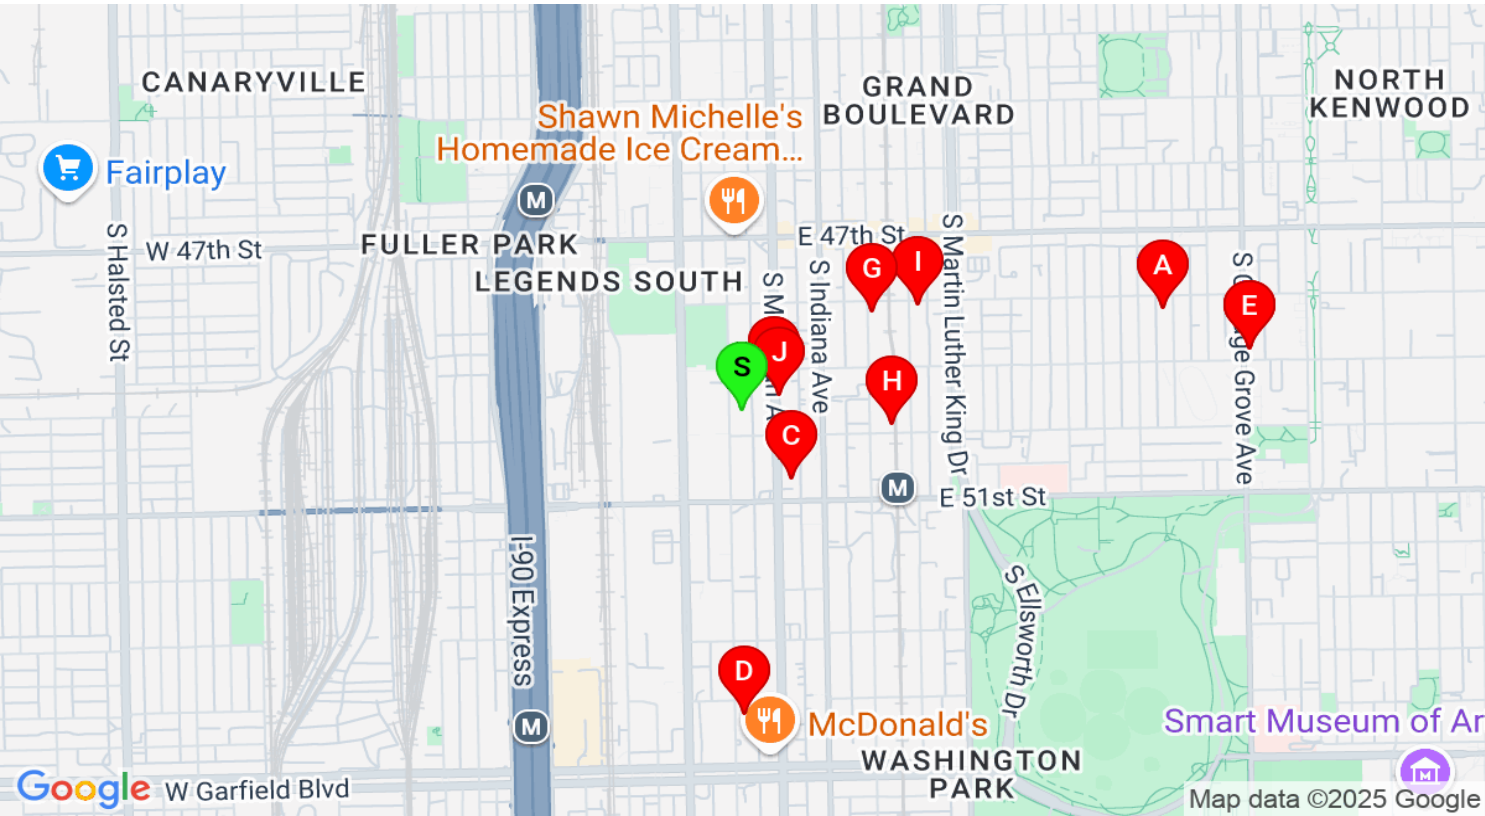 CANARYVILLE
GRAND
BOULEVARD
NORTH
KENWOOD
Shawn Michelle's
Homemade Ice Cream...
Fairplay
M
S Halsted St
W 47th St
FULLER PARK
LEGENDS SOUTH
E 47th St
S Indiana Ave
S Martin Luther King Dr
G
I
A
E
J
S
H
C
M
E 51st St
I-90 Express
S Ellsworth Dr
D
M
McDonald's
Smart Museum of Ar
WASHINGTON
PARK
Google
W Garfield Blvd
Map data ©2025 Google